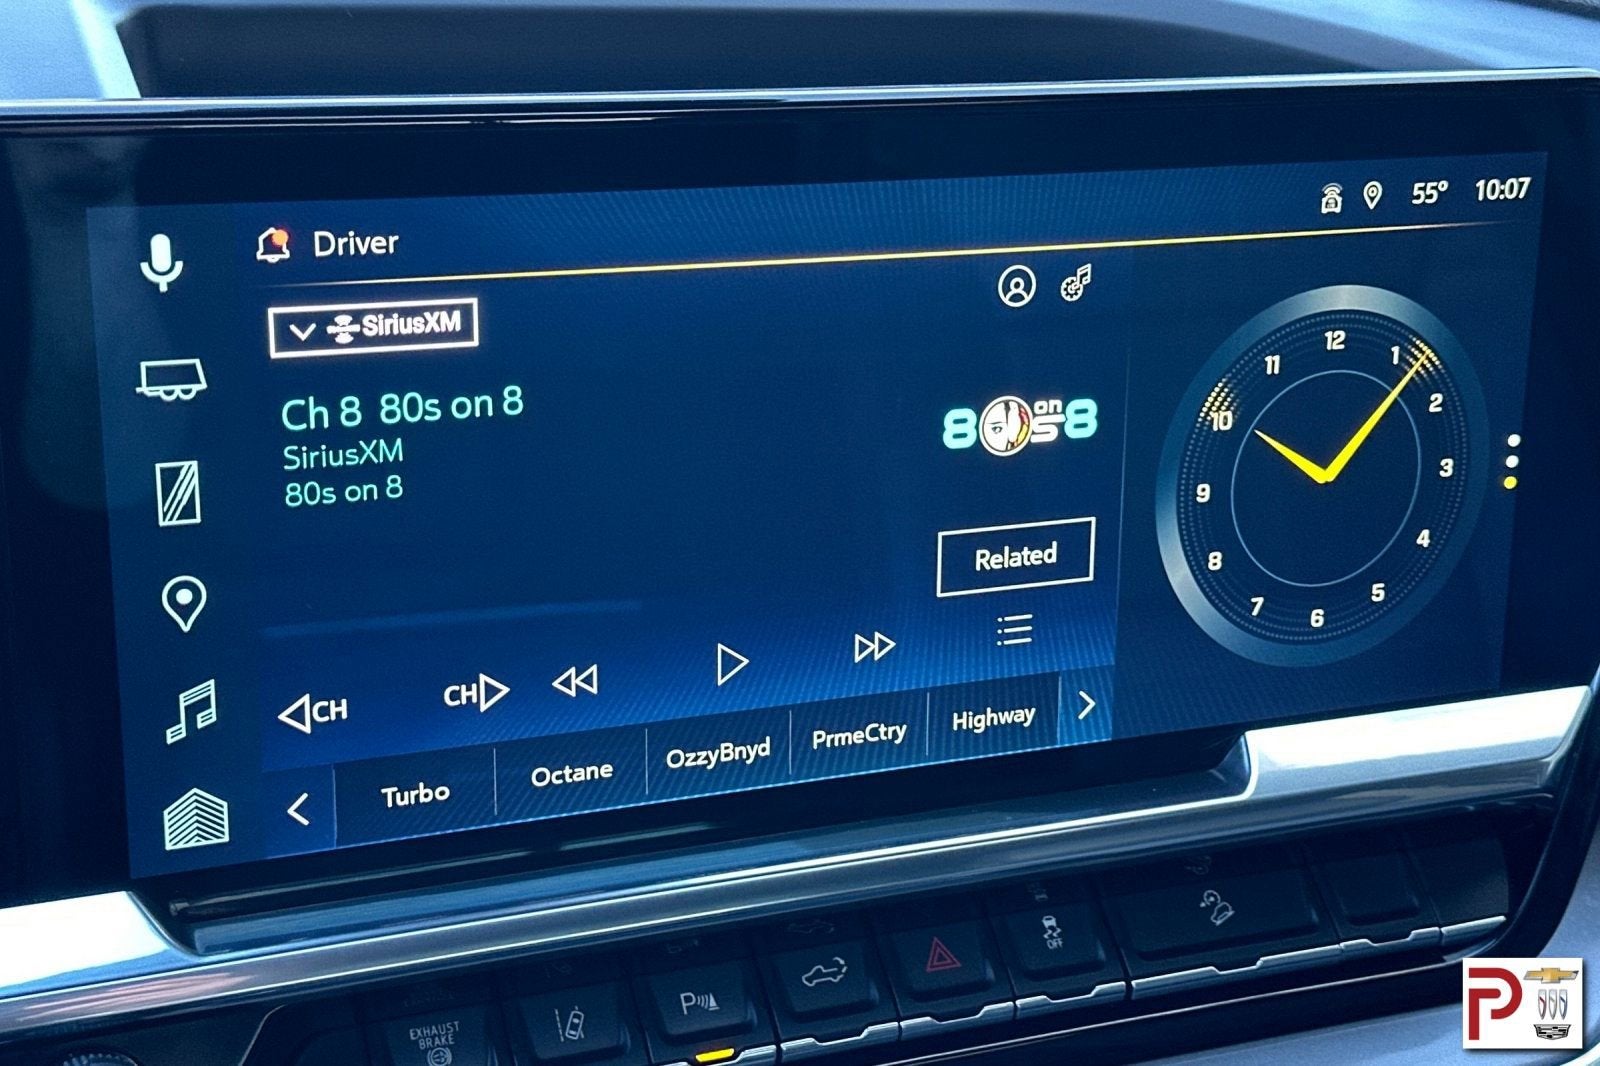 Driver
55° 10:07
SiriusXM
Ch 8 80s on 8
SiriusXM
80s on 8
80s on 8
Related
CH
CH
Turbo
Octane
OzzyBnyd
PrmeCtry
Highway
12
1
2
3
4
5
6
7
8
9
10
11
EXHAUST
BRAKE
P
OFF
P